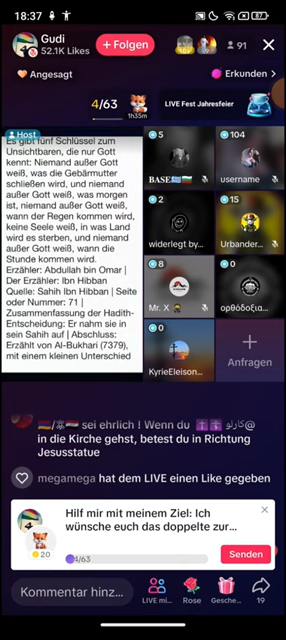 18:37
87
Gudi
52.1K Likes
+ Folgen
91
Angesagt
Erkunden >
4/63
1h35m
LIVE Fest Jahresfeier
Host
Es gibt fünf Schlüssel zum
Unsichtbaren, die nur Gott
kennt: Niemand außer Gott
weiß, was die Gebärmutter
schließen wird, und niemand
außer Gott weiß, was morgen
ist, niemand außer Gott weiß,
wann der Regen kommen wird,
keine Seele weiß, in was Land
wird es sterben, und niemand
außer Gott weiß, wann die
Stunde kommen wird.
Erzähler: Abdullah bin Omar |
Der Erzähler: Ibn Hibban
Quelle: Sahih Ibn Hibban | Seite
oder Nummer: 71 |
Zusammenfassung der Hadith-
Entscheidung: Er nahm sie in
sein Sahih auf | Abschluss:
Erzählt von Al-Bukhari (7379),
mit einem kleinen Unterschied
5
BASE
104
username
2
widerlegt by...
15
Urbander...
8
Mr. X
0
ορθόδοξια...
0
KyrieEleison...
+
Anfragen
sei ehrlich ! Wenn du @كارلو
in die Kirche gehst, betest du in Richtung
Jesusstatue
megamega hat dem LIVE einen Like gegeben
Hilf mir mit meinem Ziel: Ich
wünsche euch das doppelte zur...
20
4/63
Senden
Kommentar hinz...
LIVE mi...
Rose
Gesche...
19